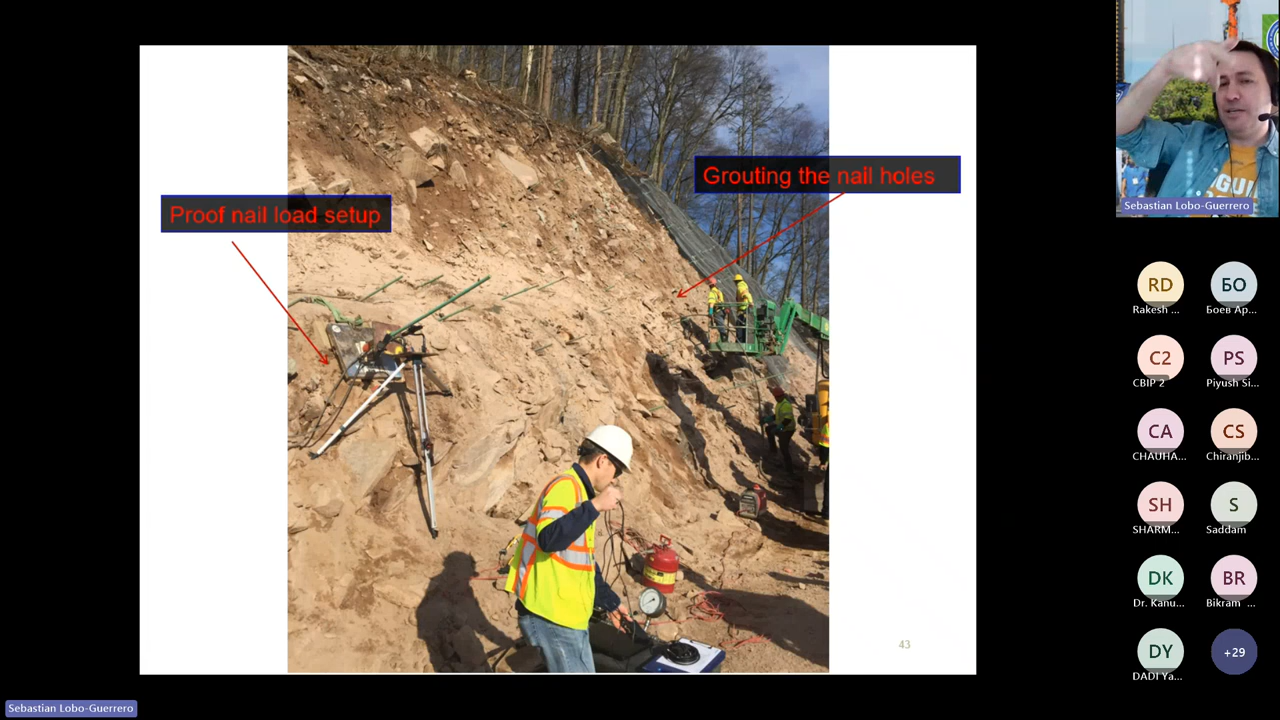 Proof nail load setup
Grouting the nail holes
43
Sebastian Lobo-Guerrero
RD
Rakesh ...
БО
Боев Ар...
C2
CBIP 2
PS
Piyush Si...
CA
CHAUHA...
CS
Chiranjib...
SH
SHARM...
S
Saddam
DK
Dr. Kanu...
BR
Bikram ...
DY
DADI Ya...
+29
Sebastian Lobo-Guerrero